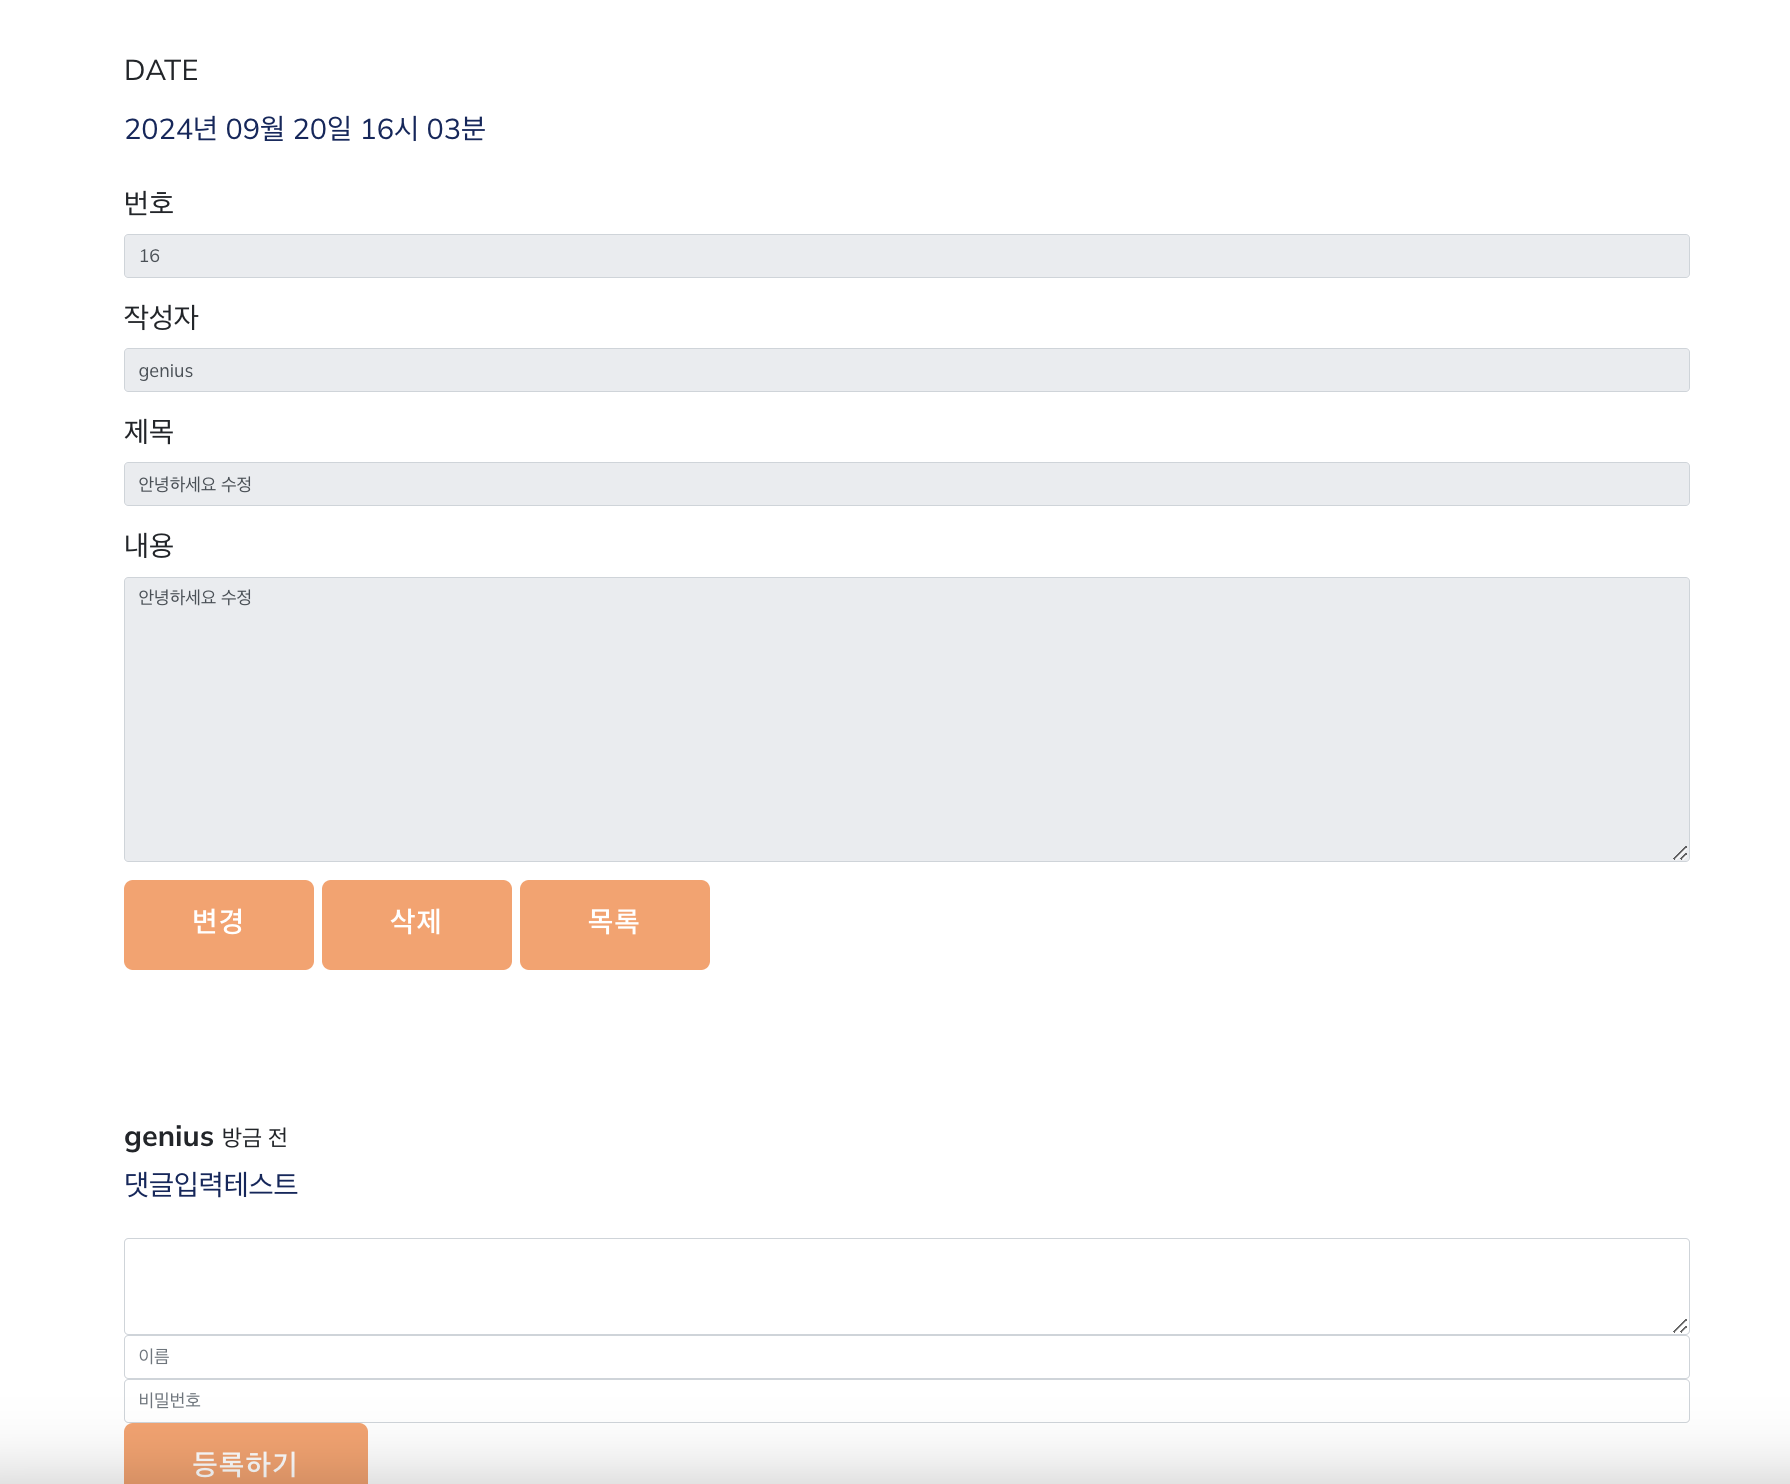 DATE
2024년 09월 20일 16시 03분
번호
16
작성자
genius
제목
안녕하세요 수정
내용
안녕하세요 수정
변경 삭제 목록
genius 방금 전
댓글입력테스트
이름
비밀번호
등록하기